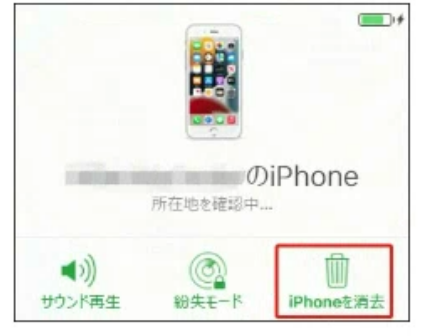 のiPhone
所在地を確認中...
サウンド再生
紛失モード
iPhoneを消去